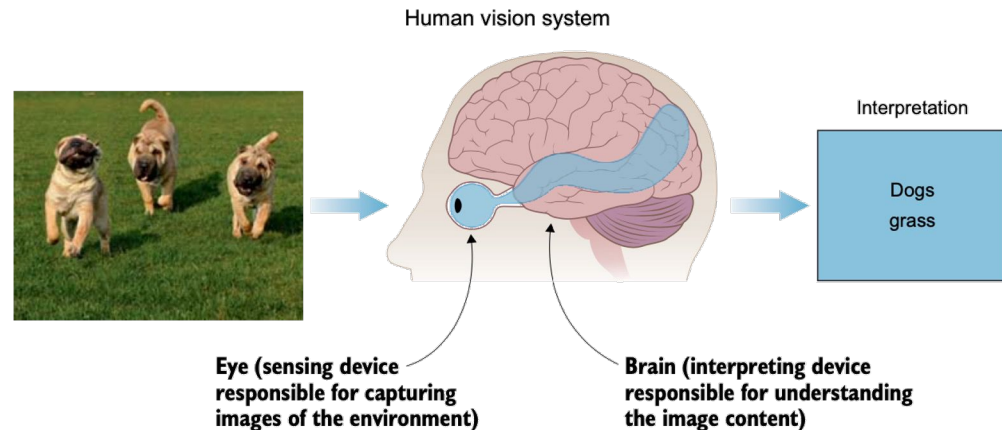 Human vision system
Interpretation
Dogs
grass
Eye (sensing device
responsible for capturing
images of the environment)
Brain (interpreting device
responsible for understanding
the image content)